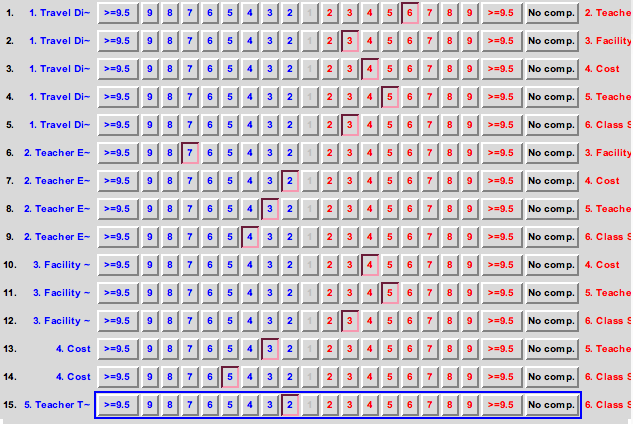 1. 1. Travel Di~ >=9.5 9 8 7 6 5 4 3 2 1 2 3 4 5 6 7 8 9 >=9.5 No comp. 2. Teache
2. 1. Travel Di~ >=9.5 9 8 7 6 5 4 3 2 1 2 3 4 5 6 7 8 9 >=9.5 No comp. 3. Facility
3. 1. Travel Di~ >=9.5 9 8 7 6 5 4 3 2 1 2 3 4 5 6 7 8 9 >=9.5 No comp. 4. Cost
4. 1. Travel Di~ >=9.5 9 8 7 6 5 4 3 2 1 2 3 4 5 6 7 8 9 >=9.5 No comp. 5. Teache
5. 1. Travel Di~ >=9.5 9 8 7 6 5 4 3 2 1 2 3 4 5 6 7 8 9 >=9.5 No comp. 6. Class S
6. 2. Teacher E~ >=9.5 9 8 7 6 5 4 3 2 1 2 3 4 5 6 7 8 9 >=9.5 No comp. 3. Facility
7. 2. Teacher E~ >=9.5 9 8 7 6 5 4 3 2 1 2 3 4 5 6 7 8 9 >=9.5 No comp. 4. Cost
8. 2. Teacher E~ >=9.5 9 8 7 6 5 4 3 2 1 2 3 4 5 6 7 8 9 >=9.5 No comp. 5. Teache
9. 2. Teacher E~ >=9.5 9 8 7 6 5 4 3 2 1 2 3 4 5 6 7 8 9 >=9.5 No comp. 6. Class S
10. 3. Facility ~ >=9.5 9 8 7 6 5 4 3 2 1 2 3 4 5 6 7 8 9 >=9.5 No comp. 4. Cost
11. 3. Facility ~ >=9.5 9 8 7 6 5 4 3 2 1 2 3 4 5 6 7 8 9 >=9.5 No comp. 5. Teache
12. 3. Facility ~ >=9.5 9 8 7 6 5 4 3 2 1 2 3 4 5 6 7 8 9 >=9.5 No comp. 6. Class S
13. 4. Cost >=9.5 9 8 7 6 5 4 3 2 1 2 3 4 5 6 7 8 9 >=9.5 No comp. 5. Teache
14. 4. Cost >=9.5 9 8 7 6 5 4 3 2 1 2 3 4 5 6 7 8 9 >=9.5 No comp. 6. Class S
15. 5. Teacher T~ >=9.5 9 8 7 6 5 4 3 2 1 2 3 4 5 6 7 8 9 >=9.5 No comp. 6. Class S